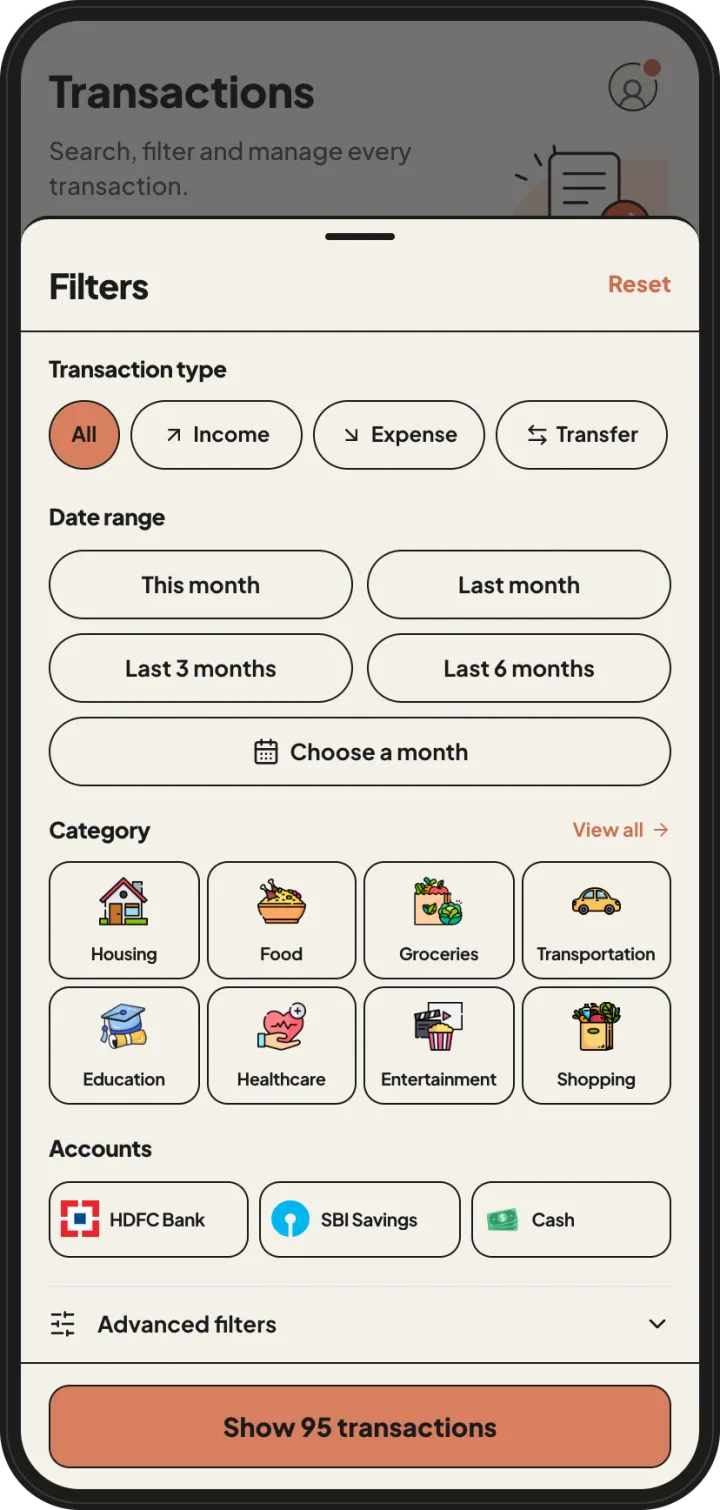 Transactions
Search, filter and manage every
transaction.
Filters
Reset
Transaction type
All
Income
Expense
Transfer
Date range
This month
Last month
Last 3 months
Last 6 months
Choose a month
Category
View all
Housing
Food
Groceries
Transportation
Education
Healthcare
Entertainment
Shopping
Accounts
HDFC Bank
SBI Savings
Cash
Advanced filters
Show 95 transactions